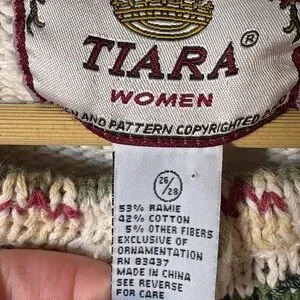 TIARA®
WOMEN
AND PATTERN COPYRIGHTED
26/28
53% RAMIE
42% COTTON
5% OTHER FIBERS
EXCLUSIVE OF
ORNAMENTATION
RN 83437
MADE IN CHINA
SEE REVERSE
FOR CARE